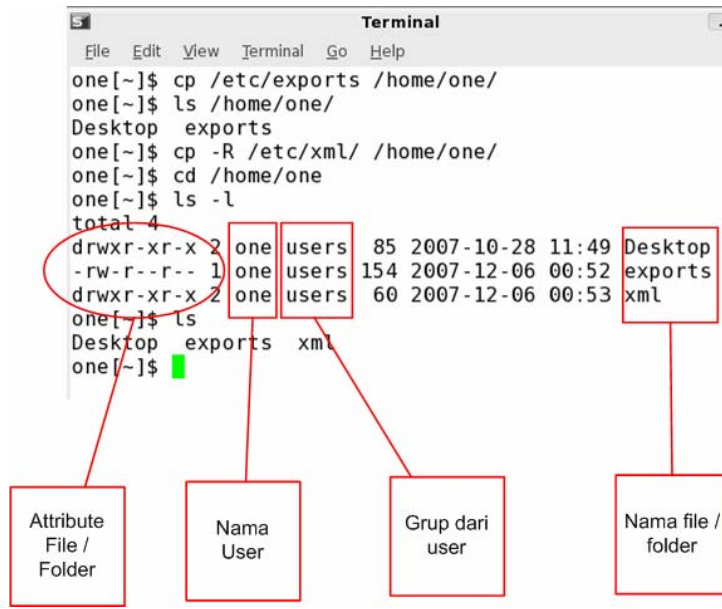 Terminal
File Edit View Terminal Go Help
one[~]$ cp /etc/exports /home/one/
one[~]$ ls /home/one/
Desktop  exports
one[~]$ cp -R /etc/xml/ /home/one/
one[~]$ cd /home/one
one[~]$ ls -l
total 4
drwxr-xr-x 2 one users  85 2007-10-28 11:49 Desktop
-rw-r--r-- 1 one users 154 2007-12-06 00:52 exports
drwxr-xr-x 2 one users  60 2007-12-06 00:53 xml
one[~]$ ls
Desktop  exports  xml
one[~]$
Attribute
File /
Folder
Nama
User
Grup dari
user
Nama file /
folder